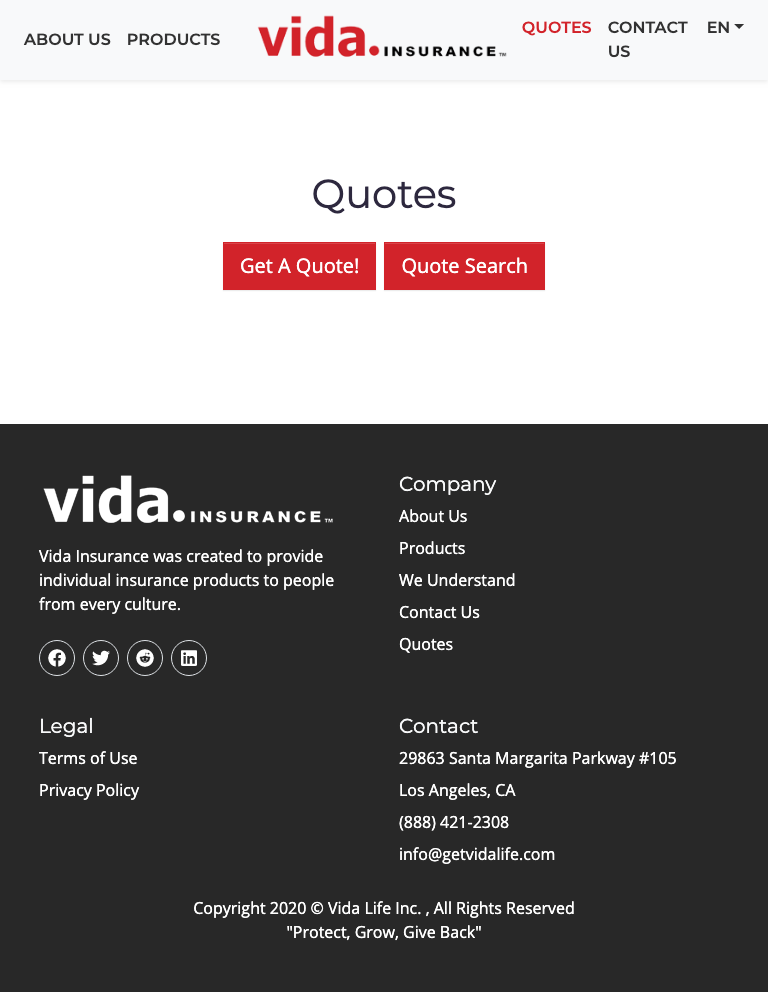 ABOUT US
PRODUCTS
vida.INSURANCE™
QUOTES
CONTACT
US
EN
Quotes
Get A Quote!
Quote Search
vida.INSURANCE™
Vida Insurance was created to provide
individual insurance products to people
from every culture.
Company
About Us
Products
We Understand
Contact Us
Quotes
Legal
Terms of Use
Privacy Policy
Contact
29863 Santa Margarita Parkway #105
Los Angeles, CA
(888) 421-2308
info@getvidalife.com
Copyright 2020 © Vida Life Inc. , All Rights Reserved
"Protect, Grow, Give Back"